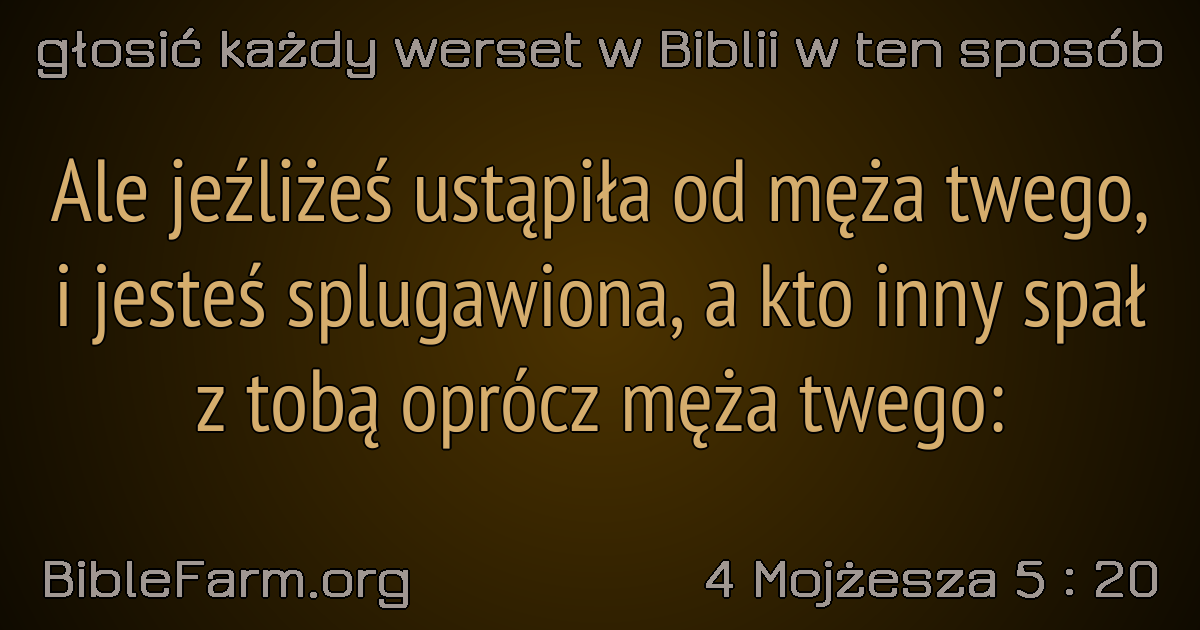 głosić każdy werset w Biblii w ten sposób
Ale jeźliżeś ustąpiła od męża twego,
i jesteś splugawiona, a kto inny spał
z tobą oprócz męża twego:
BibleFarm.org
4 Mojżesza 5 : 20